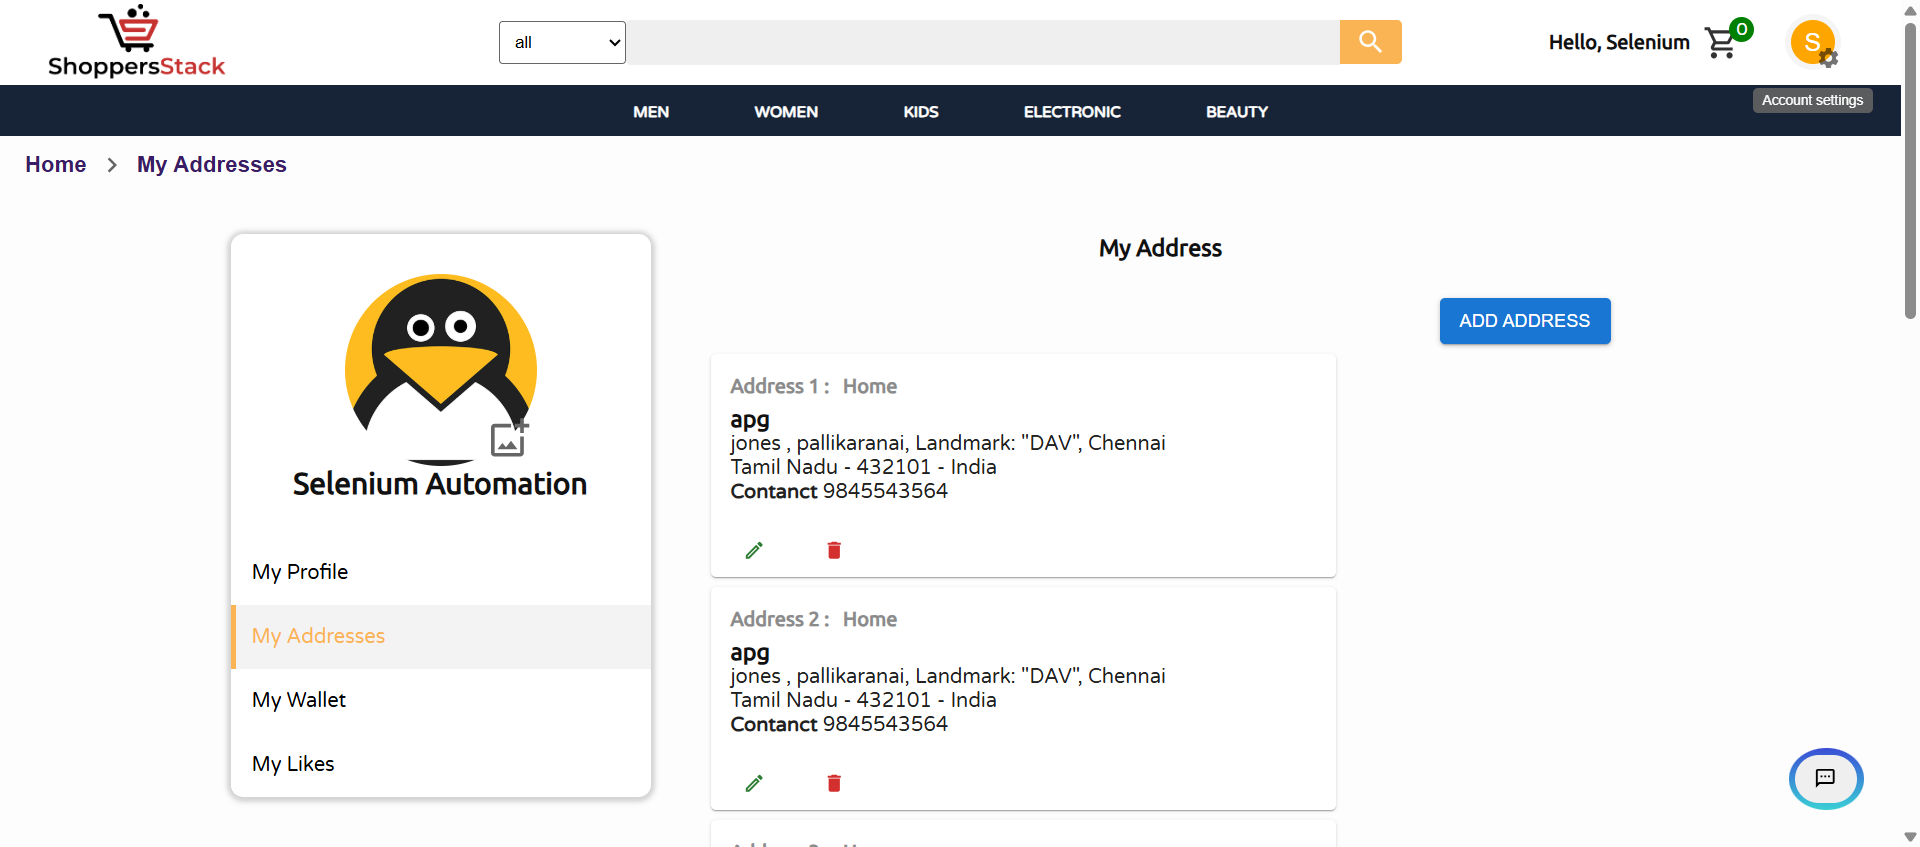 ShoppersStack
all
Hello, Selenium
0
S
Account settings
MEN WOMEN KIDS ELECTRONIC BEAUTY
Home > My Addresses
Selenium Automation
My Profile
My Addresses
My Wallet
My Likes
My Address
ADD ADDRESS
Address 1 : Home
apg
jones , pallikaranai, Landmark: "DAV", Chennai
Tamil Nadu - 432101 - India
Contanct 9845543564
Address 2 : Home
apg
jones , pallikaranai, Landmark: "DAV", Chennai
Tamil Nadu - 432101 - India
Contanct 9845543564